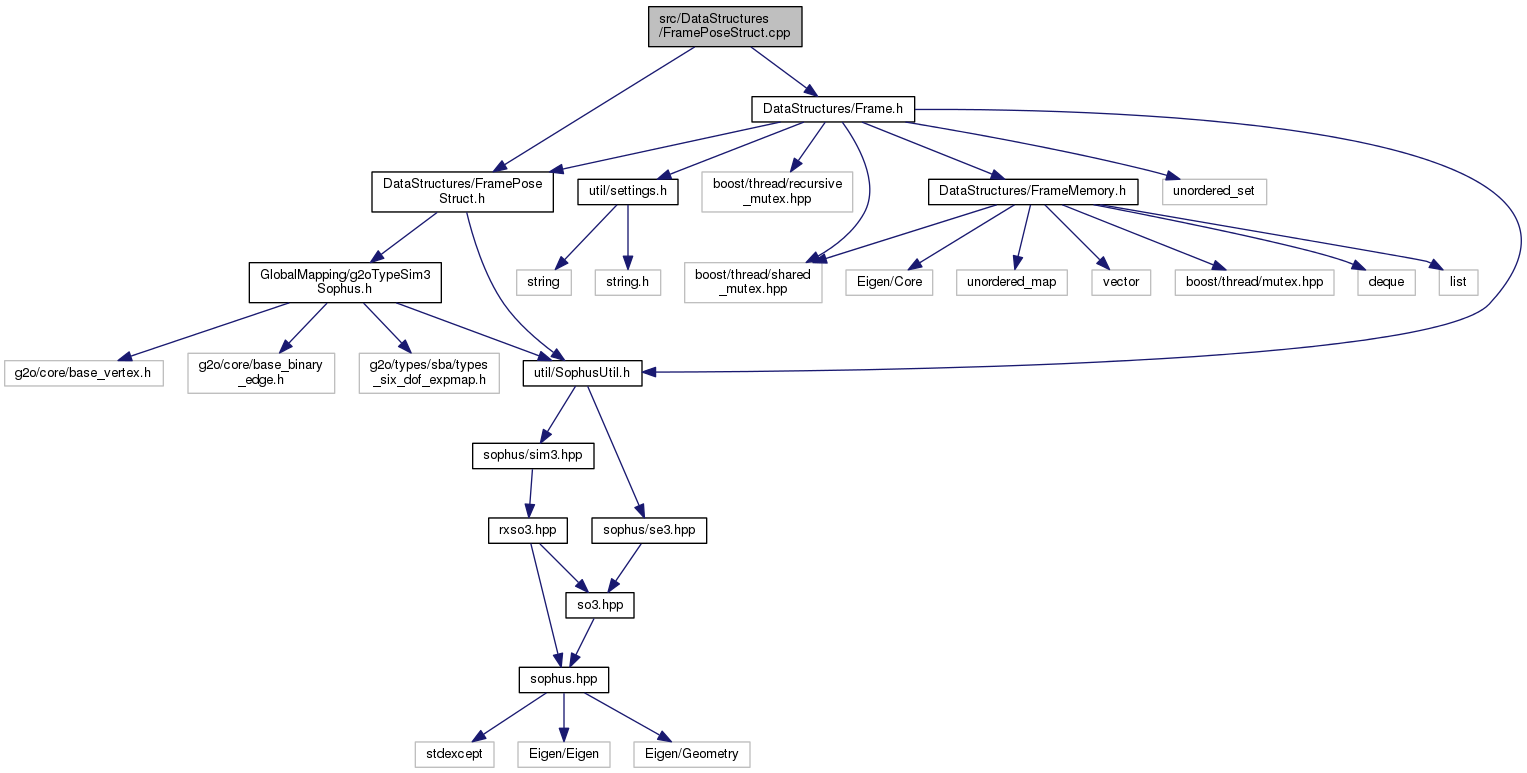 src/DataStructures
/FramePoseStruct.cpp
DataStructures/Frame.h
DataStructures/FramePose
Struct.h
util/settings.h
boost/thread/recursive
_mutex.hpp
DataStructures/FrameMemory.h
unordered_set
GlobalMapping/g2oTypeSim3
Sophus.h
string
string.h
boost/thread/shared
_mutex.hpp
Eigen/Core
unordered_map
vector
boost/thread/mutex.hpp
deque
list
g2o/core/base_vertex.h
g2o/core/base_binary
_edge.h
g2o/types/sba/types
_six_dof_expmap.h
util/SophusUtil.h
sophus/sim3.hpp
rxso3.hpp
sophus/se3.hpp
so3.hpp
sophus.hpp
stdexcept
Eigen/Eigen
Eigen/Geometry